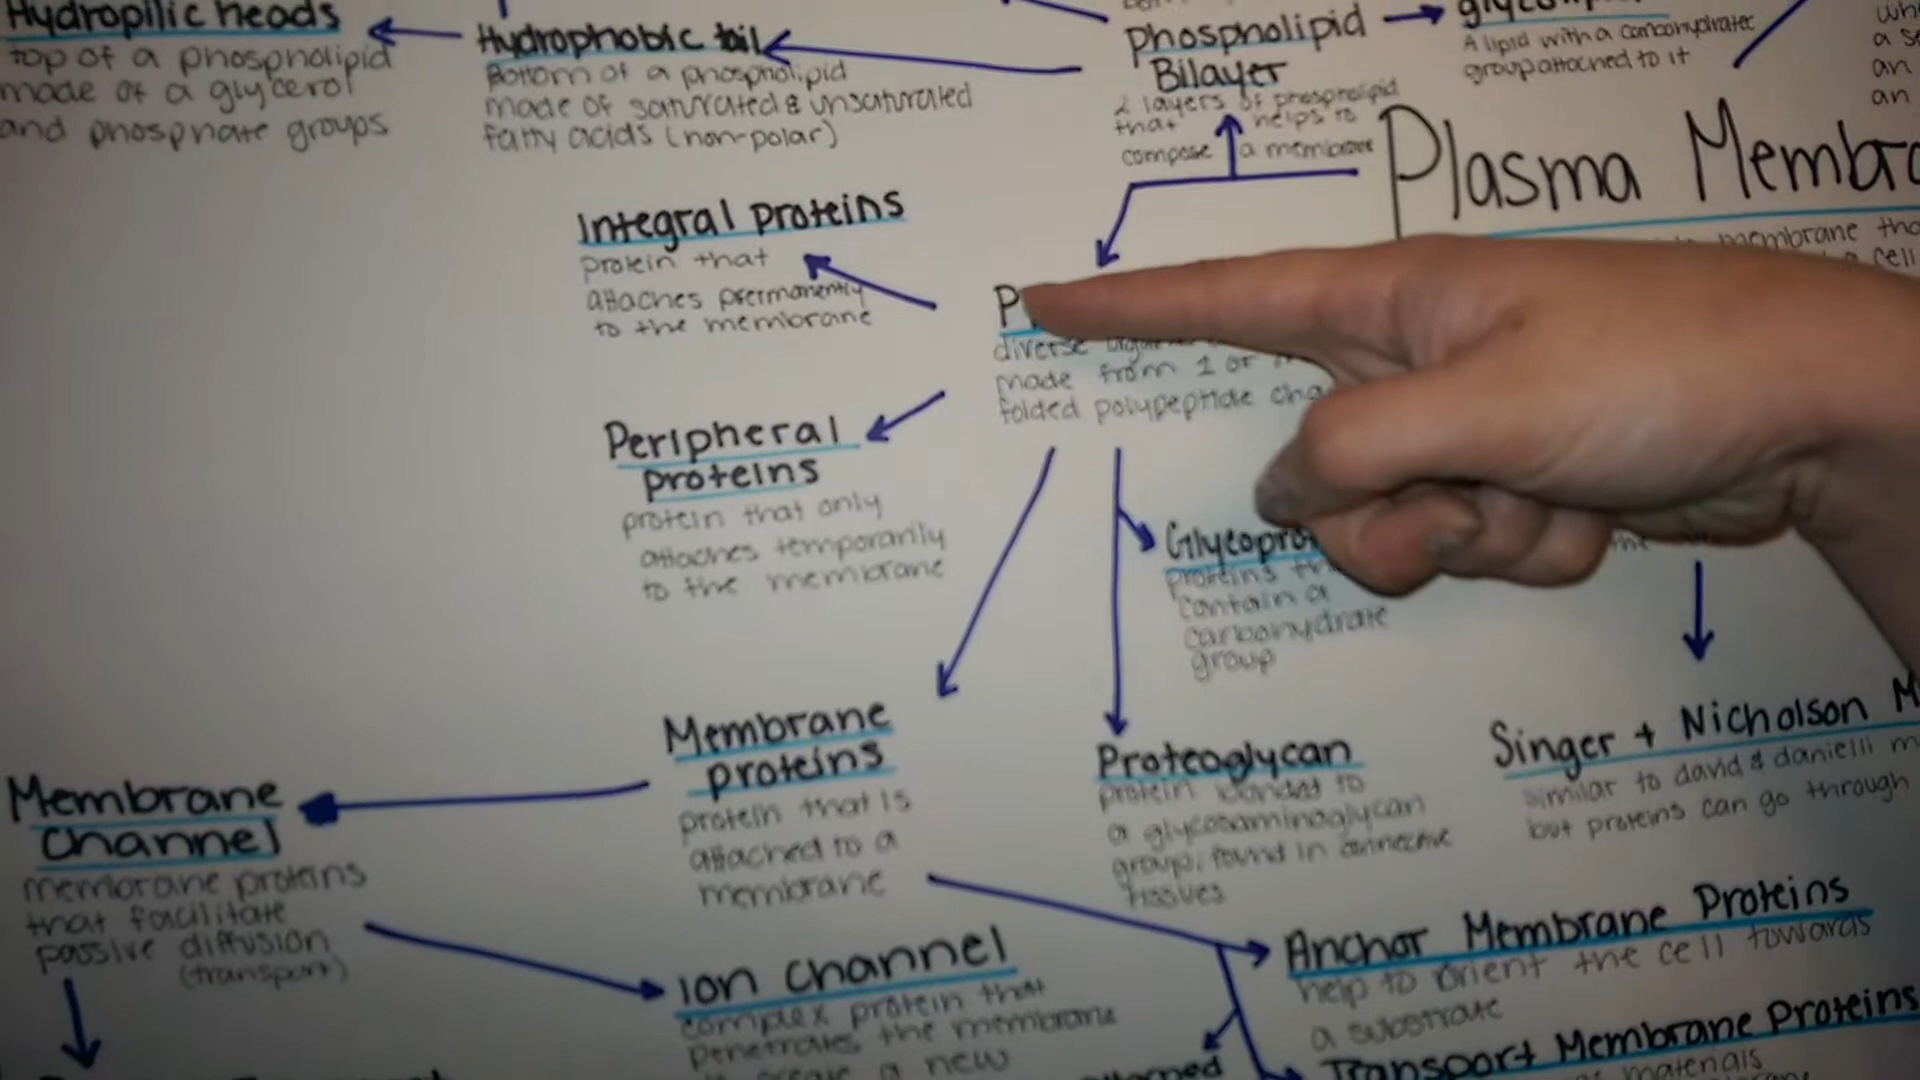 Hydropilic heads
top of a phospholipid
made of a glycerol
and phosphate groups
Hydrophobic tail
Bottom of a phospholipid
made of saturated & unsaturated
fatty acids (non-polar)
Phospholipid
Bilayer
2 layers of phospholipid
that helps to
compose a membrane
A lipid with a carbohydrate
group attached to it
Plasma
membrane
cell
Integral proteins
protein that
attaches permanently
to the membrane
diverse
made from 1 or
folded polypeptide
Peripheral
proteins
protein that only
attaches temporarily
to the membrane
proteins
contain a
carbohydrate
group
Membrane
proteins
protein that is
attached to a
membrane
Proteoglycan
protein bonded to
a glycosaminoglycan
group, found in connective
tissues
Singer + Nicholson
similar to david & danielli
but proteins can go through
Membrane
Channel
membrane proteins
that facilitate
passive diffusion
(transport)
Ion Channel
complex protein that
penetrates the membrane
to create a new
Anchor Membrane Proteins
help to orient the cell towards
a substrate
Transport Membrane Proteins
materials